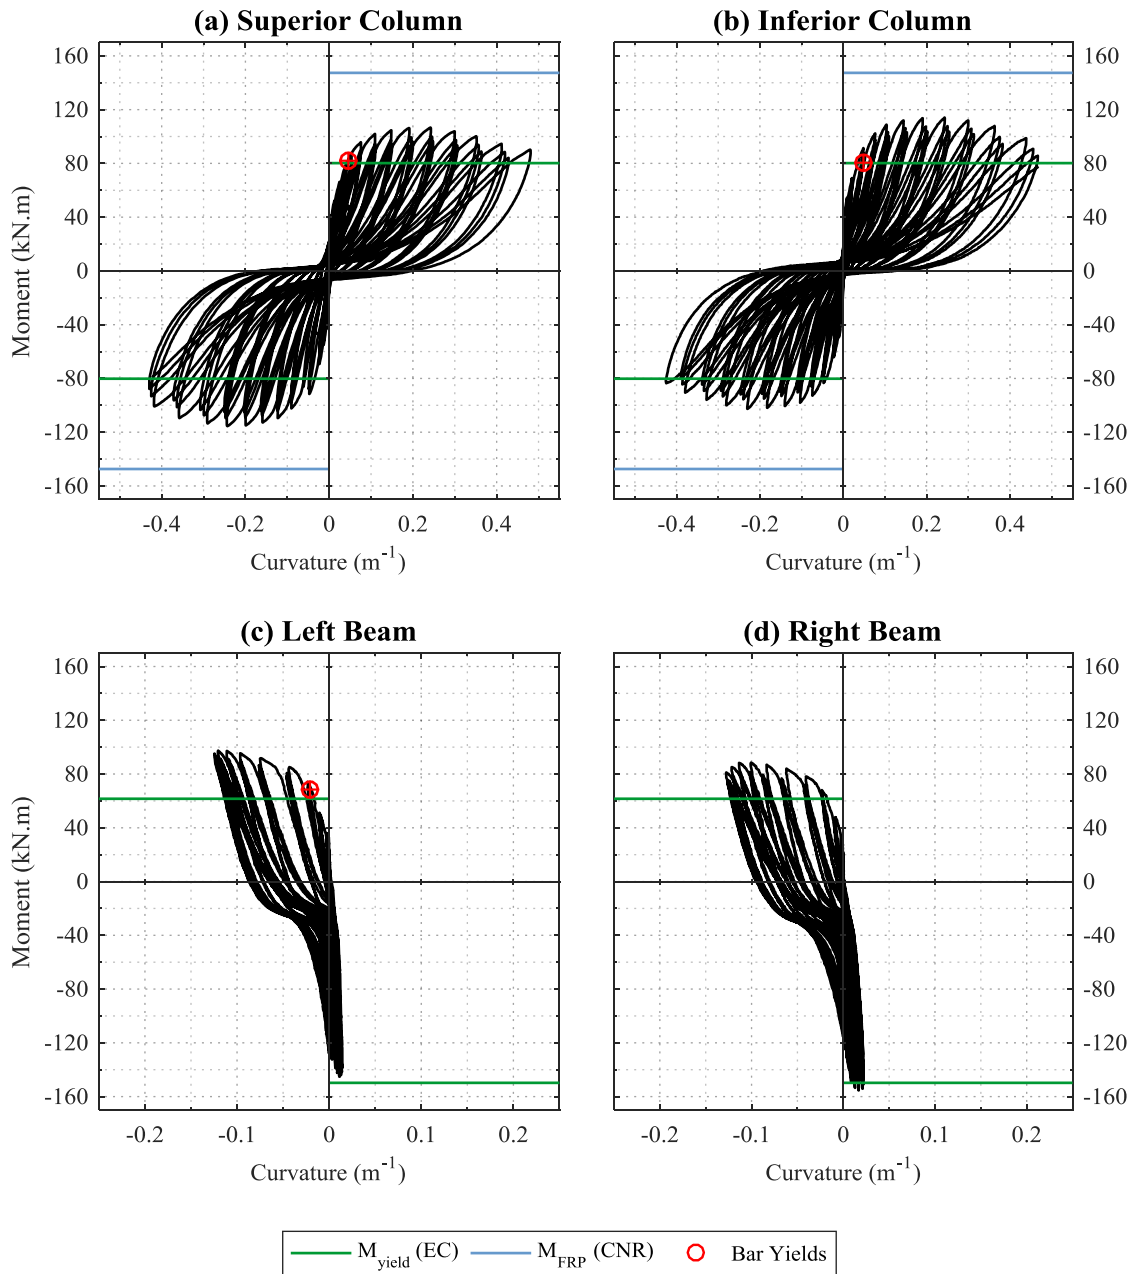 (a) Superior Column
(b) Inferior Column
160
120
80
40
0
-40
-80
-120
-160
Moment (kN.m)
160
120
80
40
0
-40
-80
-120
-160
-0.4 -0.2 0 0.2 0.4
-0.4 -0.2 0 0.2 0.4
Curvature (m⁻¹)
Curvature (m⁻¹)
(c) Left Beam
(d) Right Beam
160
120
80
40
0
-40
-80
-120
-160
Moment (kN.m)
160
120
80
40
0
-40
-80
-120
-160
-0.2 -0.1 0 0.1 0.2
-0.2 -0.1 0 0.1 0.2
Curvature (m⁻¹)
Curvature (m⁻¹)
M_yield (EC) M_FRP (CNR) Bar Yields